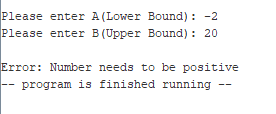 Please enter A(Lower Bound): -2
Please enter B(Upper Bound): 20
Error: Number needs to be positive
-- program is finished running --